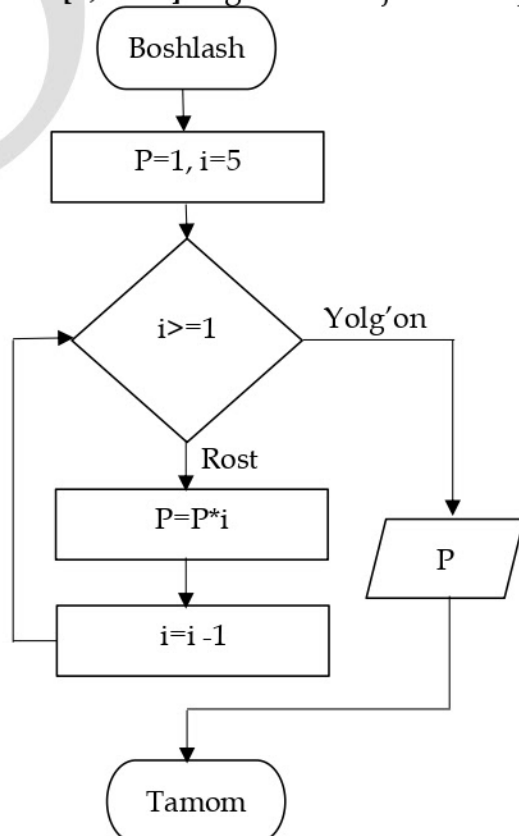 Boshlash
P=1, i=5
i>=1
Yolg'on
Rost
P=P*i
P
i=i -1
Tamom